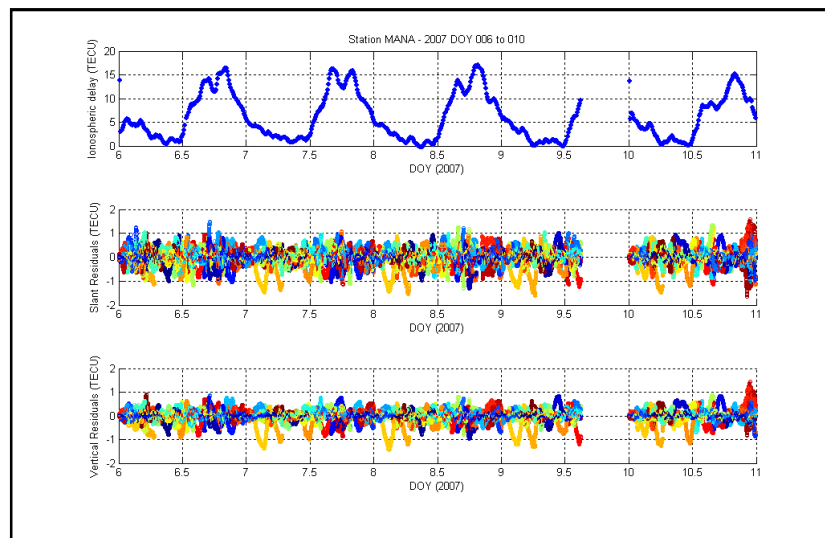 Station MANA - 2007 DOY 006 to 010
Ionospheric delay (TECU)
20
15
10
5
0
6 6.5 7 7.5 8 8.5 9 9.5 10 10.5 11
DOY (2007)
Slant Residuals (TECU)
2
1
0
-1
-2
6 6.5 7 7.5 8 8.5 9 9.5 10 10.5 11
DOY (2007)
Vertical Residuals (TECU)
2
1
0
-1
-2
6 6.5 7 7.5 8 8.5 9 9.5 10 10.5 11
DOY (2007)